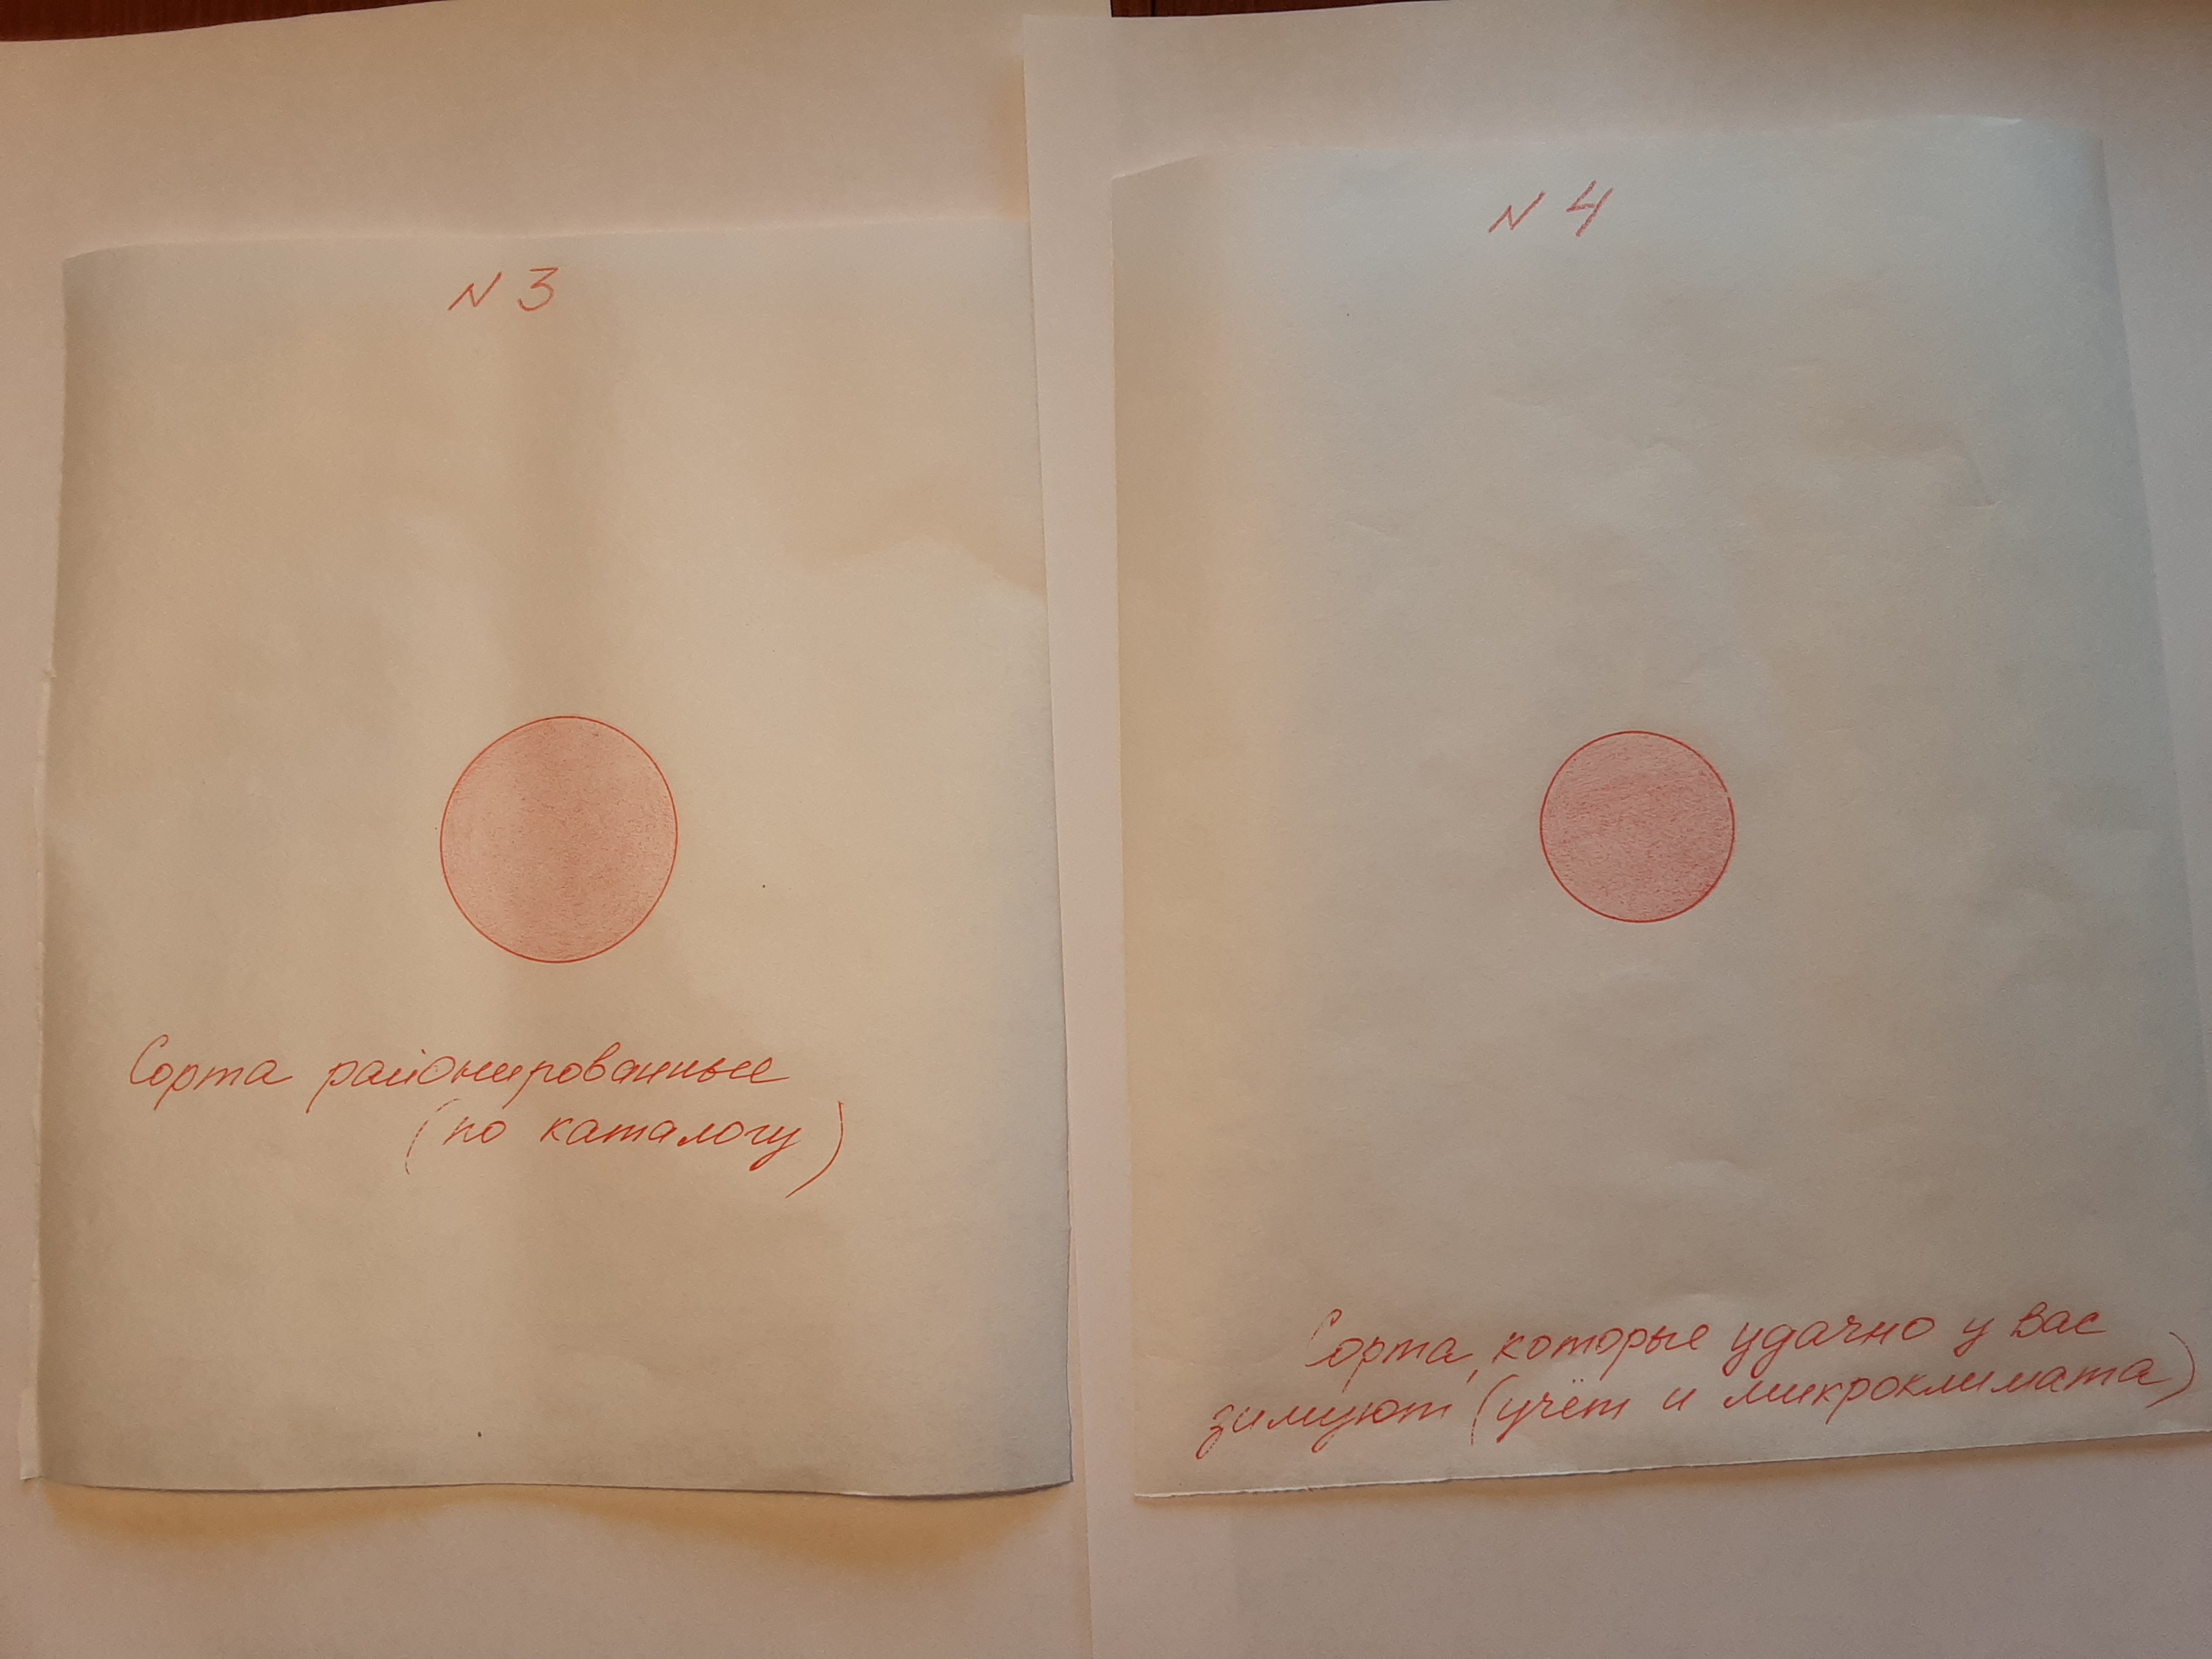 N 3
Сорта районированные
(по каталогу)
N 4
Сорта, которые удачно у вас
зимуют (учёт и микроклимата)